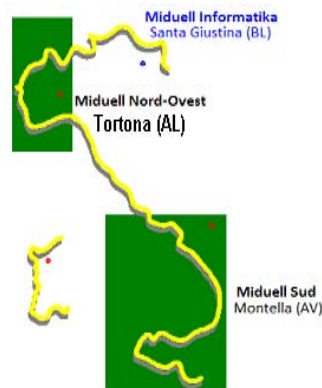 Miduell Informatika
Santa Giustina (BL)
Miduell Nord-Ovest
Tortona (AL)
Miduell Sud
Montella (AV)